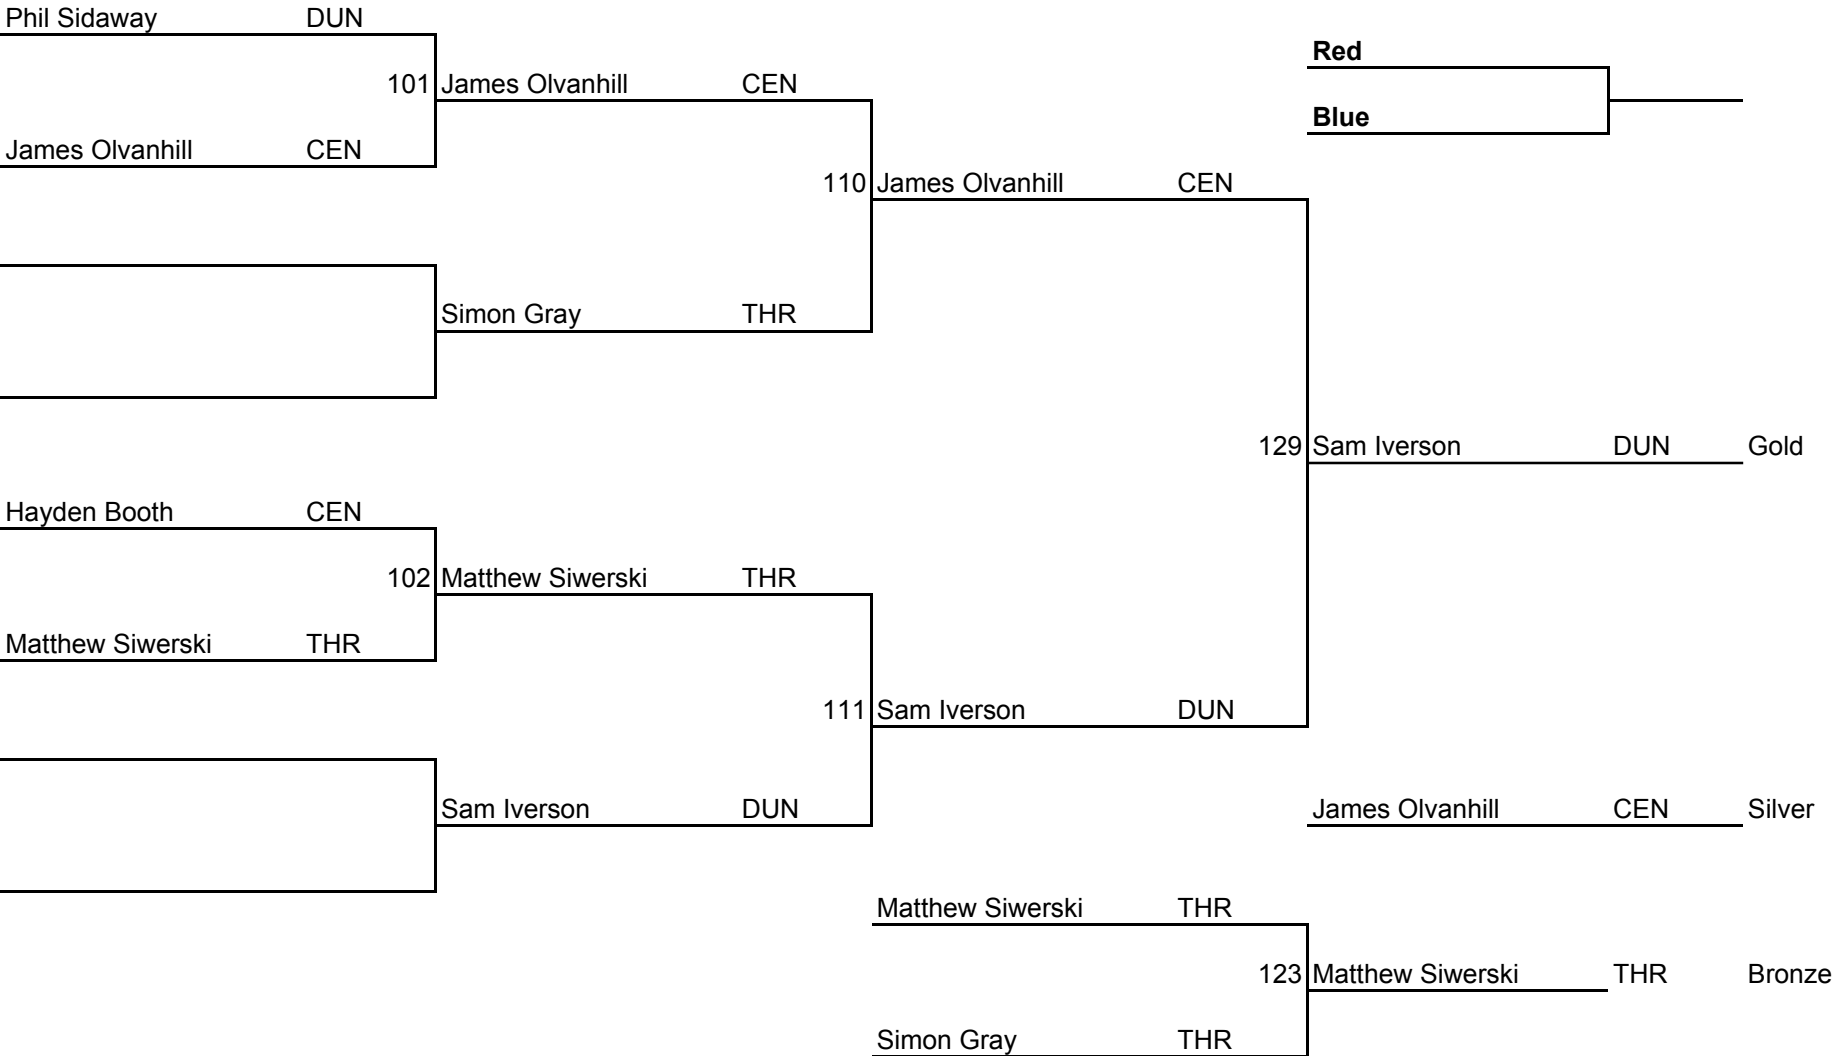 Phil Sidaway DUN
Red
101 James Olvanhill CEN
Blue
James Olvanhill CEN
110 James Olvanhill CEN
Simon Gray THR
129 Sam Iverson DUN Gold
Hayden Booth CEN
102 Matthew Siwerski THR
Matthew Siwerski THR
111 Sam Iverson DUN
Sam Iverson DUN
James Olvanhill CEN Silver
Matthew Siwerski THR
123 Matthew Siwerski THR Bronze
Simon Gray THR